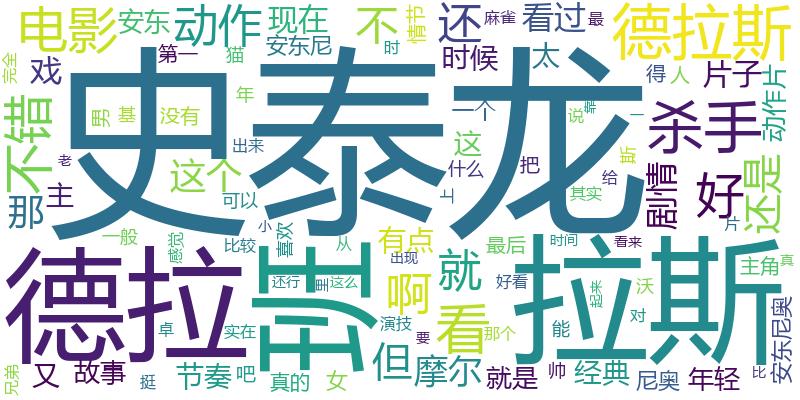 电影
安东
动作
现在
不
情节
还
麻雀
看过
最
德拉斯
安东尼
时
第一
猫
时候
太
完全
戏
得
人
片子
动作片
史泰龙
不错
男
基
没有
年
一个
说
编
一
杀手
出来
这
什么
把
斯
给
老
这个
上
其实
剧情
好
还是
那
主
可以
小
片
一般
感觉
比较
喜欢
从
有点
最后
时间
看来
出现
德拉
班
还行
里
这么
啊
就
好看
拉斯
起来
沃
主角
真
卓
实在
演技
看
要
那个
能
对
安东尼奥
兄弟
又
故事
挺
节奏
吧
真的
女
但
摩尔
就是
帅
经典
尼奥
年轻
比